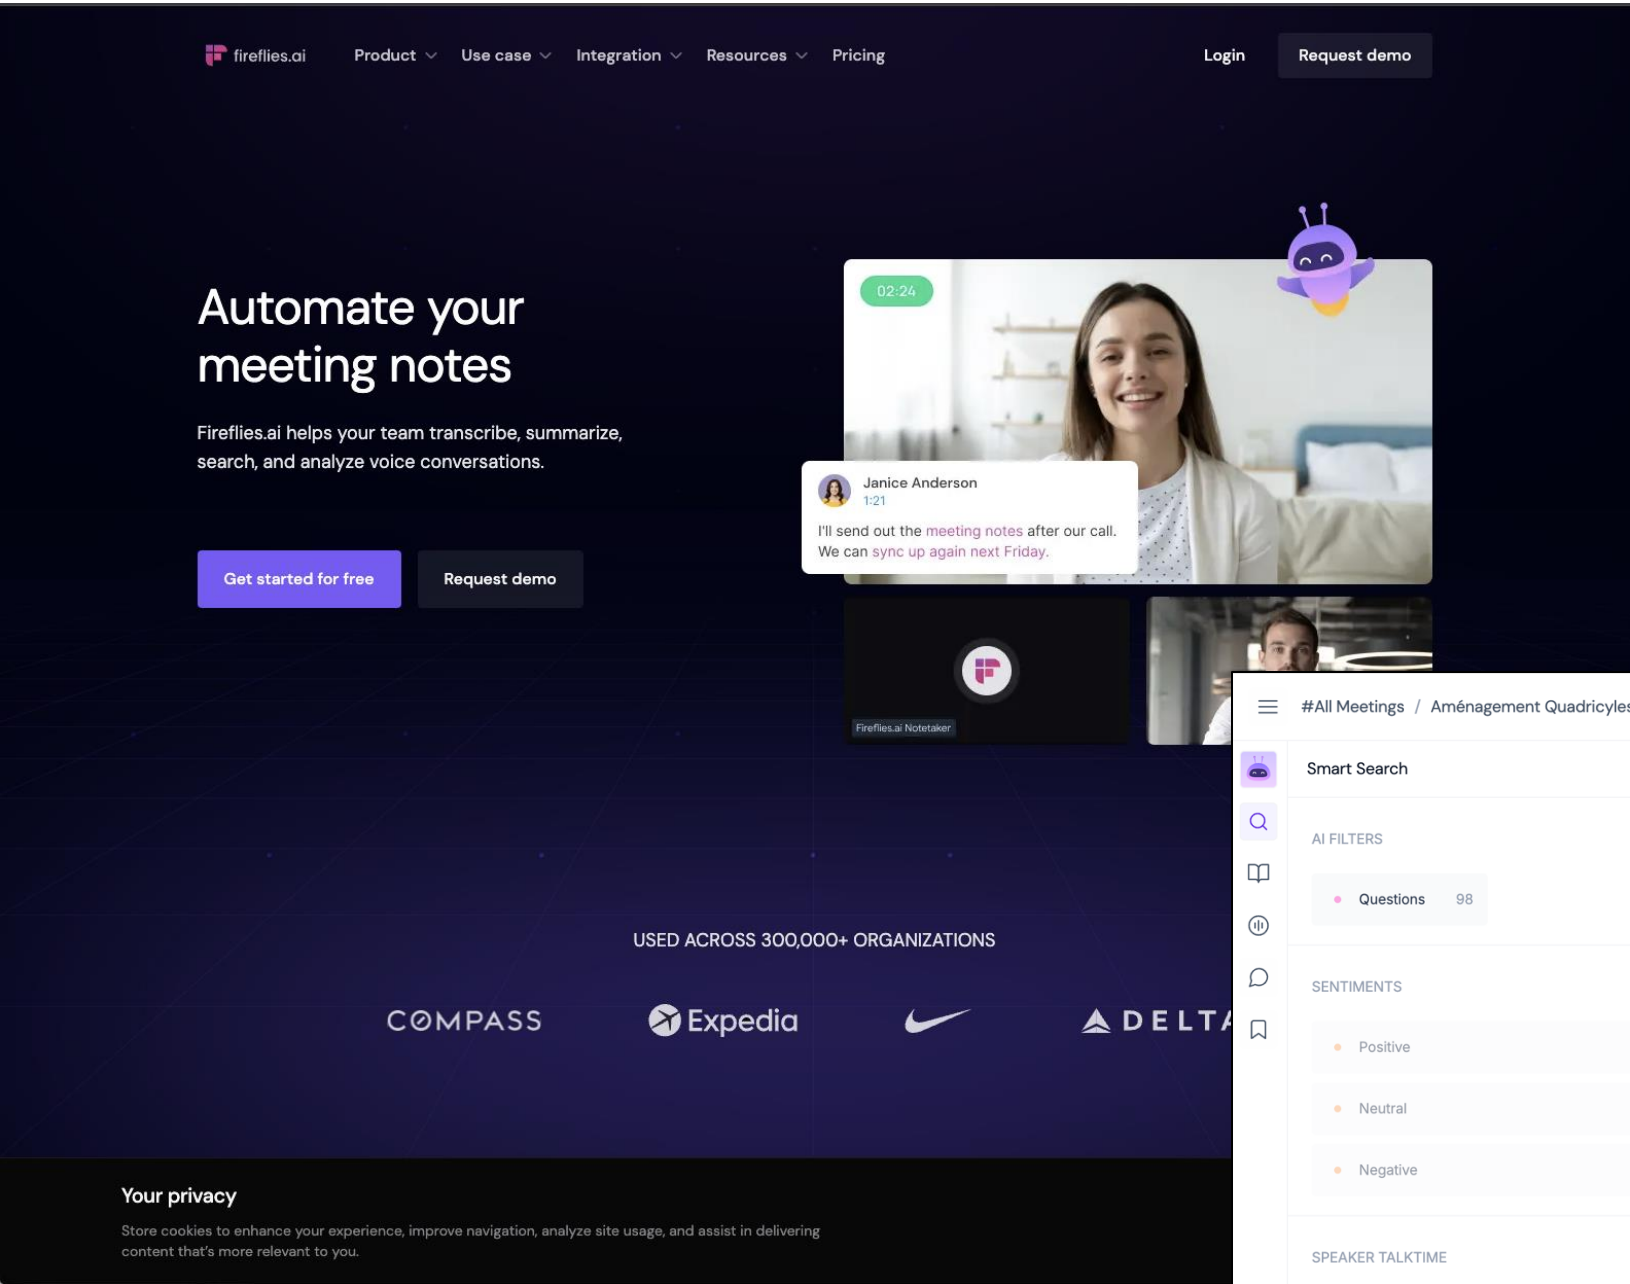 fireflies.ai
Product
Use case
Integration
Resources
Pricing
Login
Request demo
Automate your
meeting notes
Fireflies.ai helps your team transcribe, summarize,
search, and analyze voice conversations.
Get started for free
Request demo
02:24
Janice Anderson
1:21
I'll send out the meeting notes after our call.
We can sync up again next Friday.
Fireflies.ai Notetaker
USED ACROSS 300,000+ ORGANIZATIONS
COMPASS
Expedia
DELTA
Your privacy
Store cookies to enhance your experience, improve navigation, analyze site usage, and assist in delivering
content that's more relevant to you.
#All Meetings / Aménagement Quadricyles
Smart Search
AI FILTERS
Questions 98
SENTIMENTS
Positive
Neutral
Negative
SPEAKER TALKTIME